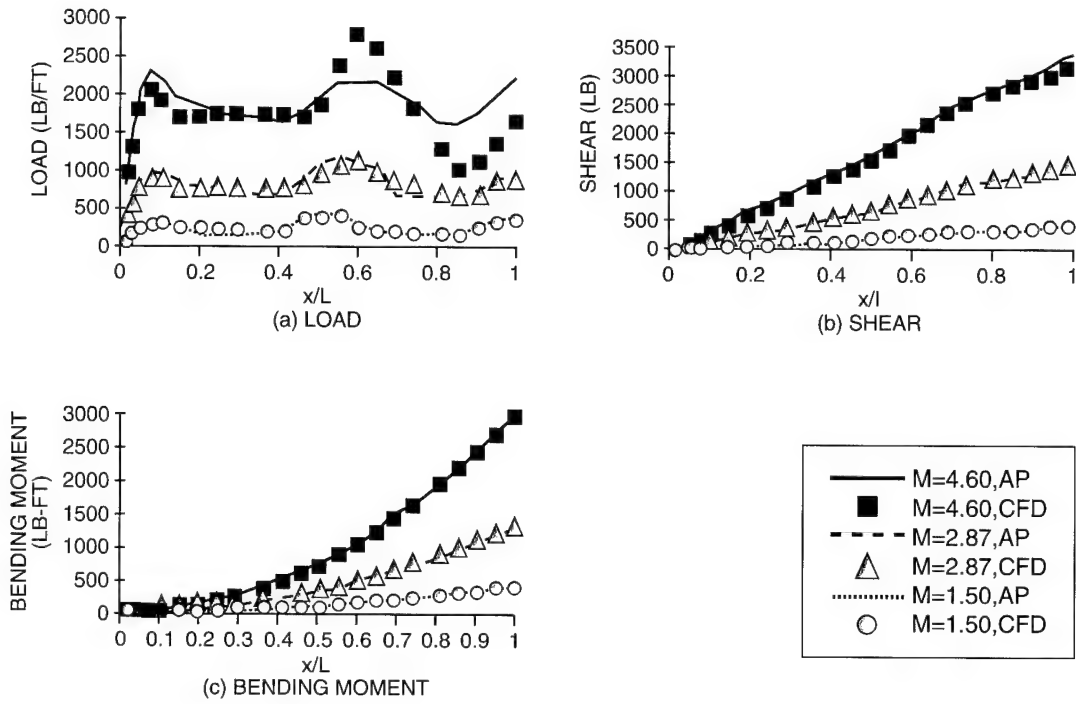 3000
2500
2000
1500
1000
500
0
LOAD (LB/FT)
0 0.2 0.4 0.6 0.8 1
x/L
(a) LOAD
3500
3000
2500
2000
1500
1000
500
0
SHEAR (LB)
0.2 0.4 0.6 0.8 1
x/l
(b) SHEAR
3000
2500
2000
1500
1000
500
0
BENDING MOMENT
(LB-FT)
0 0.1 0.2 0.3 0.4 0.5 0.6 0.7 0.8 0.9 1
x/L
(c) BENDING MOMENT
M=4.60,AP
M=4.60,CFD
M=2.87,AP
M=2.87,CFD
M=1.50,AP
M=1.50,CFD